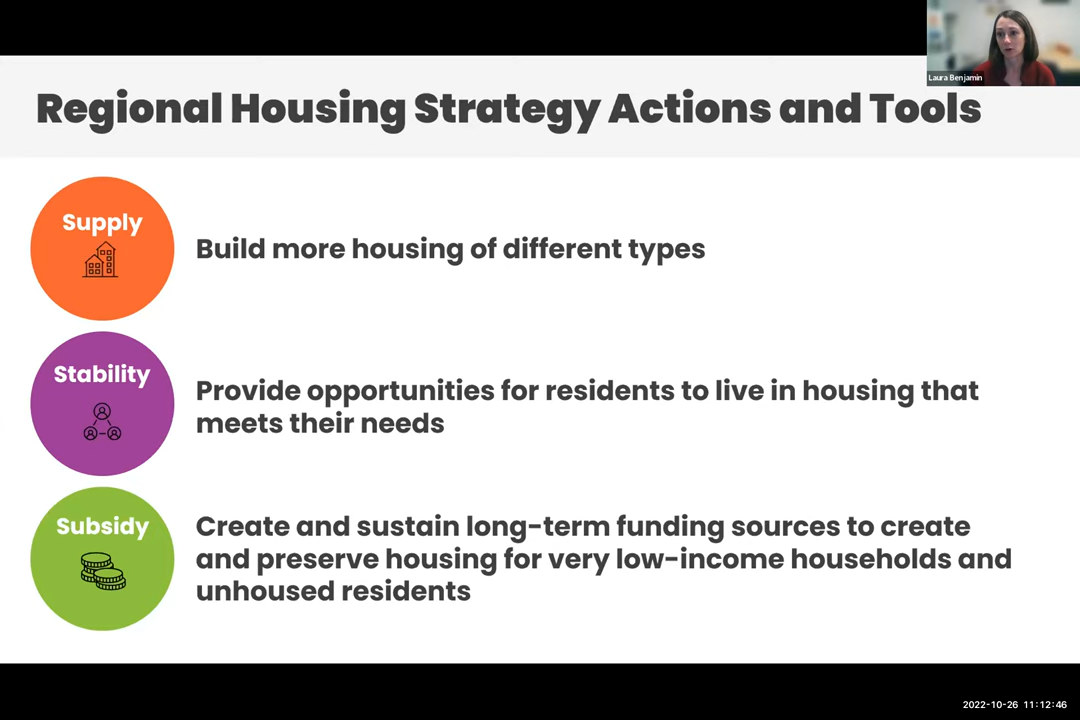 Laura Benjamin
Regional Housing Strategy Actions and Tools
Supply
Build more housing of different types
Stability
Provide opportunities for residents to live in housing that
meets their needs
Subsidy
Create and sustain long-term funding sources to create
and preserve housing for very low-income households and
unhoused residents
2022-10-26 11:12:46